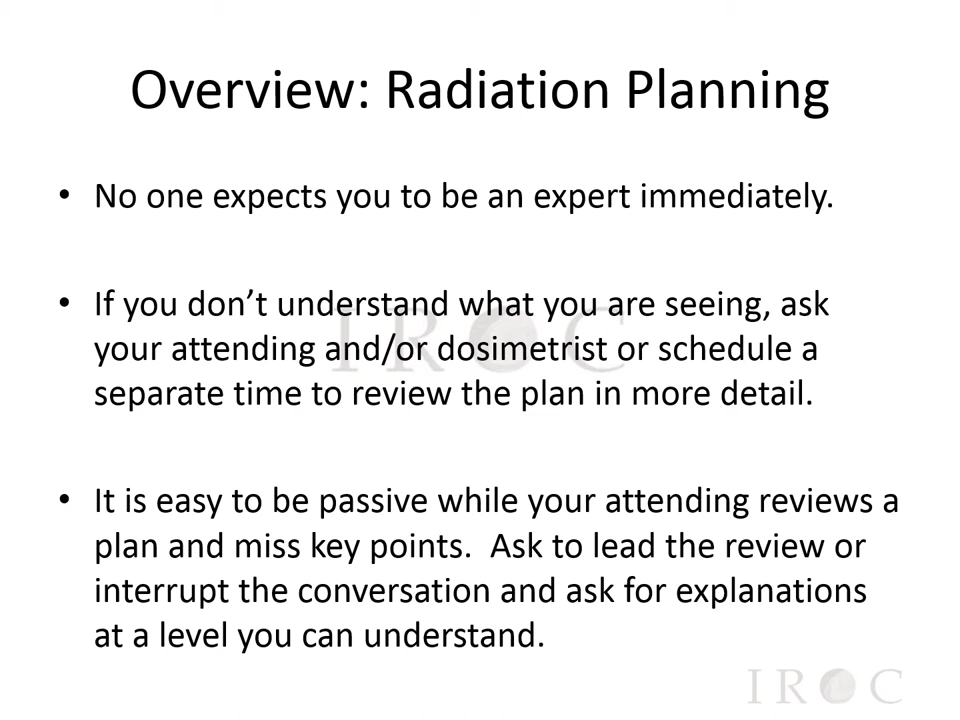 Overview: Radiation Planning
• No one expects you to be an expert immediately.
• If you don’t understand what you are seeing, ask
your attending and/or dosimetrist or schedule a
separate time to review the plan in more detail.
IROC
• It is easy to be passive while your attending reviews a
plan and miss key points.  Ask to lead the review or
interrupt the conversation and ask for explanations
at a level you can understand.
IROC